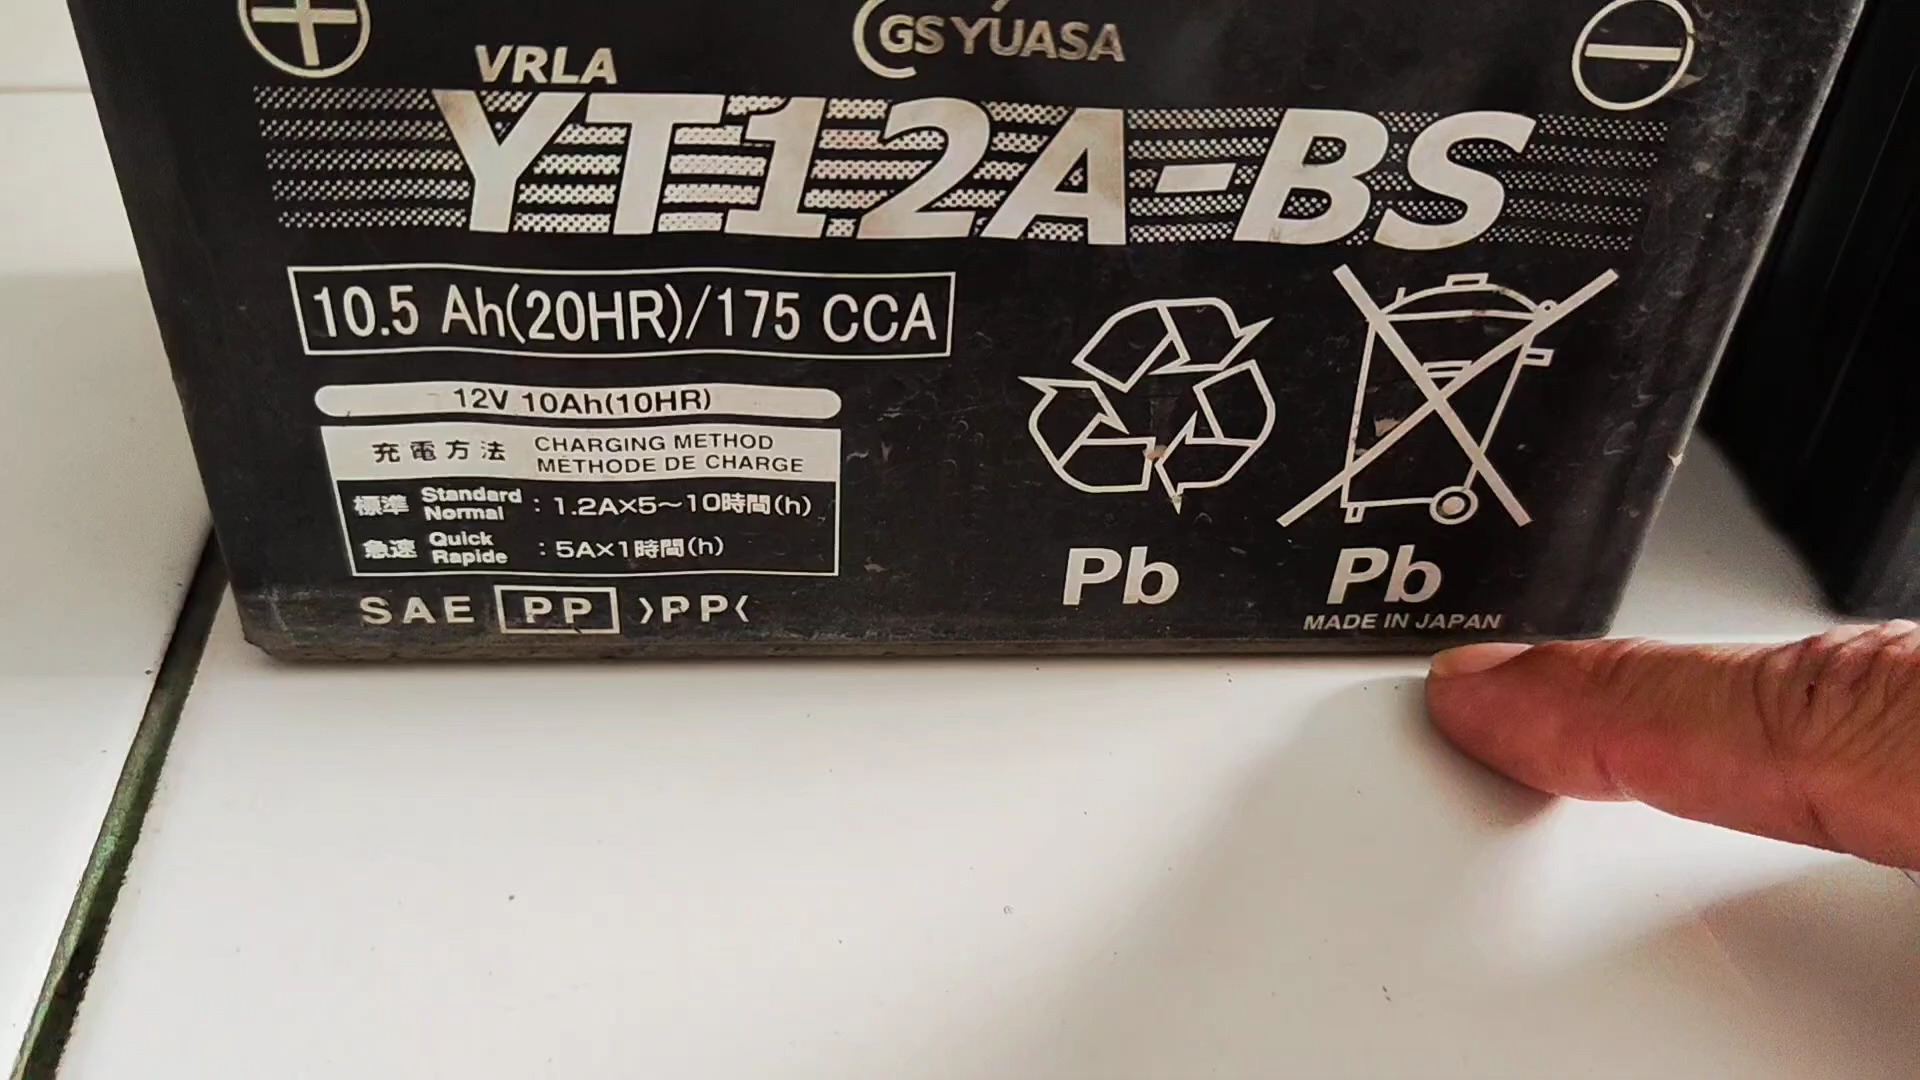 GS YUASA
VRLA
YT12A-BS
10.5 Ah(20HR)/175 CCA
12V 10Ah(10HR)
充電方法 CHARGING METHOD
MÉTHODE DE CHARGE
標準 Standard Normal : 1.2A×5～10時間(h)
急速 Quick Rapide : 5A×1時間(h)
SAE PP >PP<
Pb
Pb
MADE IN JAPAN